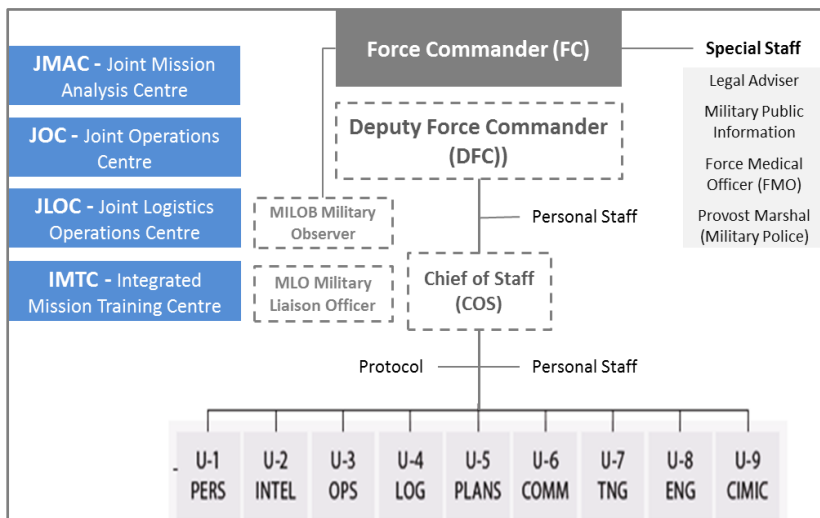 Force Commander (FC)
Special Staff
Legal Adviser
Military Public
Information
Force Medical
Officer (FMO)
Provost Marshal
(Military Police)
JMAC - Joint Mission
Analysis Centre
JOC - Joint Operations
Centre
JLOC - Joint Logistics
Operations Centre
IMTC - Integrated
Mission Training Centre
Deputy Force Commander
(DFC))
MILOB Military
Observer
Personal Staff
MLO Military
Liaison Officer
Chief of Staff
(COS)
Protocol
Personal Staff
U-1
PERS
U-2
INTEL
U-3
OPS
U-4
LOG
U-5
PLANS
U-6
COMM
U-7
TNG
U-8
ENG
U-9
CIMIC